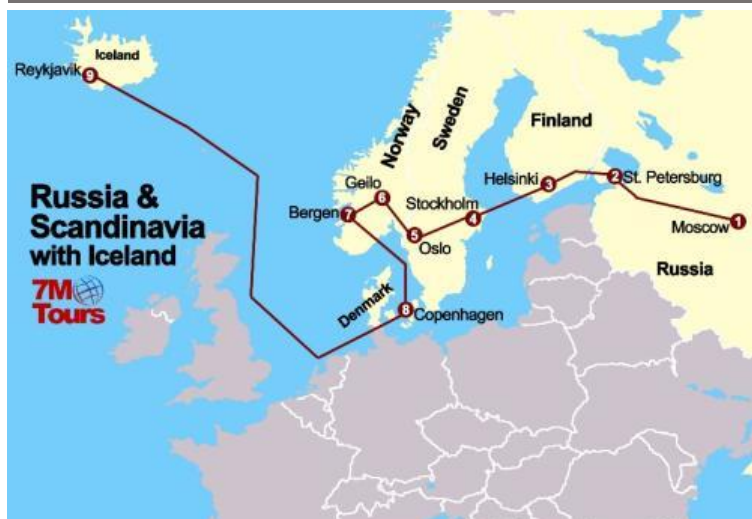 Iceland
Reykjavik 9
Norway
Sweden
Finland
Geilo
6
Helsinki 3
2 St. Petersburg
Stockholm
4
Bergen 7
5
Oslo
Moscow 1
Russia
Russia &
Scandinavia
with Iceland
7M
Tours
Denmark
8 Copenhagen